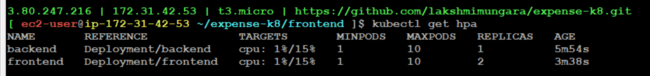 3.80.247.216 | 172.31.42.53 | t3.micro | https://github.com/lakshmimungara/expense-k8.git
[ ec2-user@ip-172-31-42-53 ~/expense-k8/frontend ]$ kubectl get hpa
NAME REFERENCE TARGETS MINPODS MAXPODS REPLICAS AGE
backend Deployment/backend cpu: 1%/15% 1 10 1 5m54s
frontend Deployment/frontend cpu: 1%/15% 1 10 2 3m38s